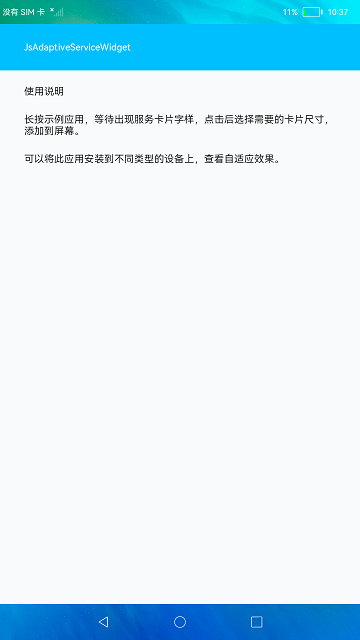 没有 SIM 卡 11% 10:37
JsAdaptiveServiceWidget
使用说明
长按示例应用，等待出现服务卡片字样，点击后选择需要的卡片尺寸，
添加到屏幕。
可以将此应用安装到不同类型的设备上，查看自适应效果。